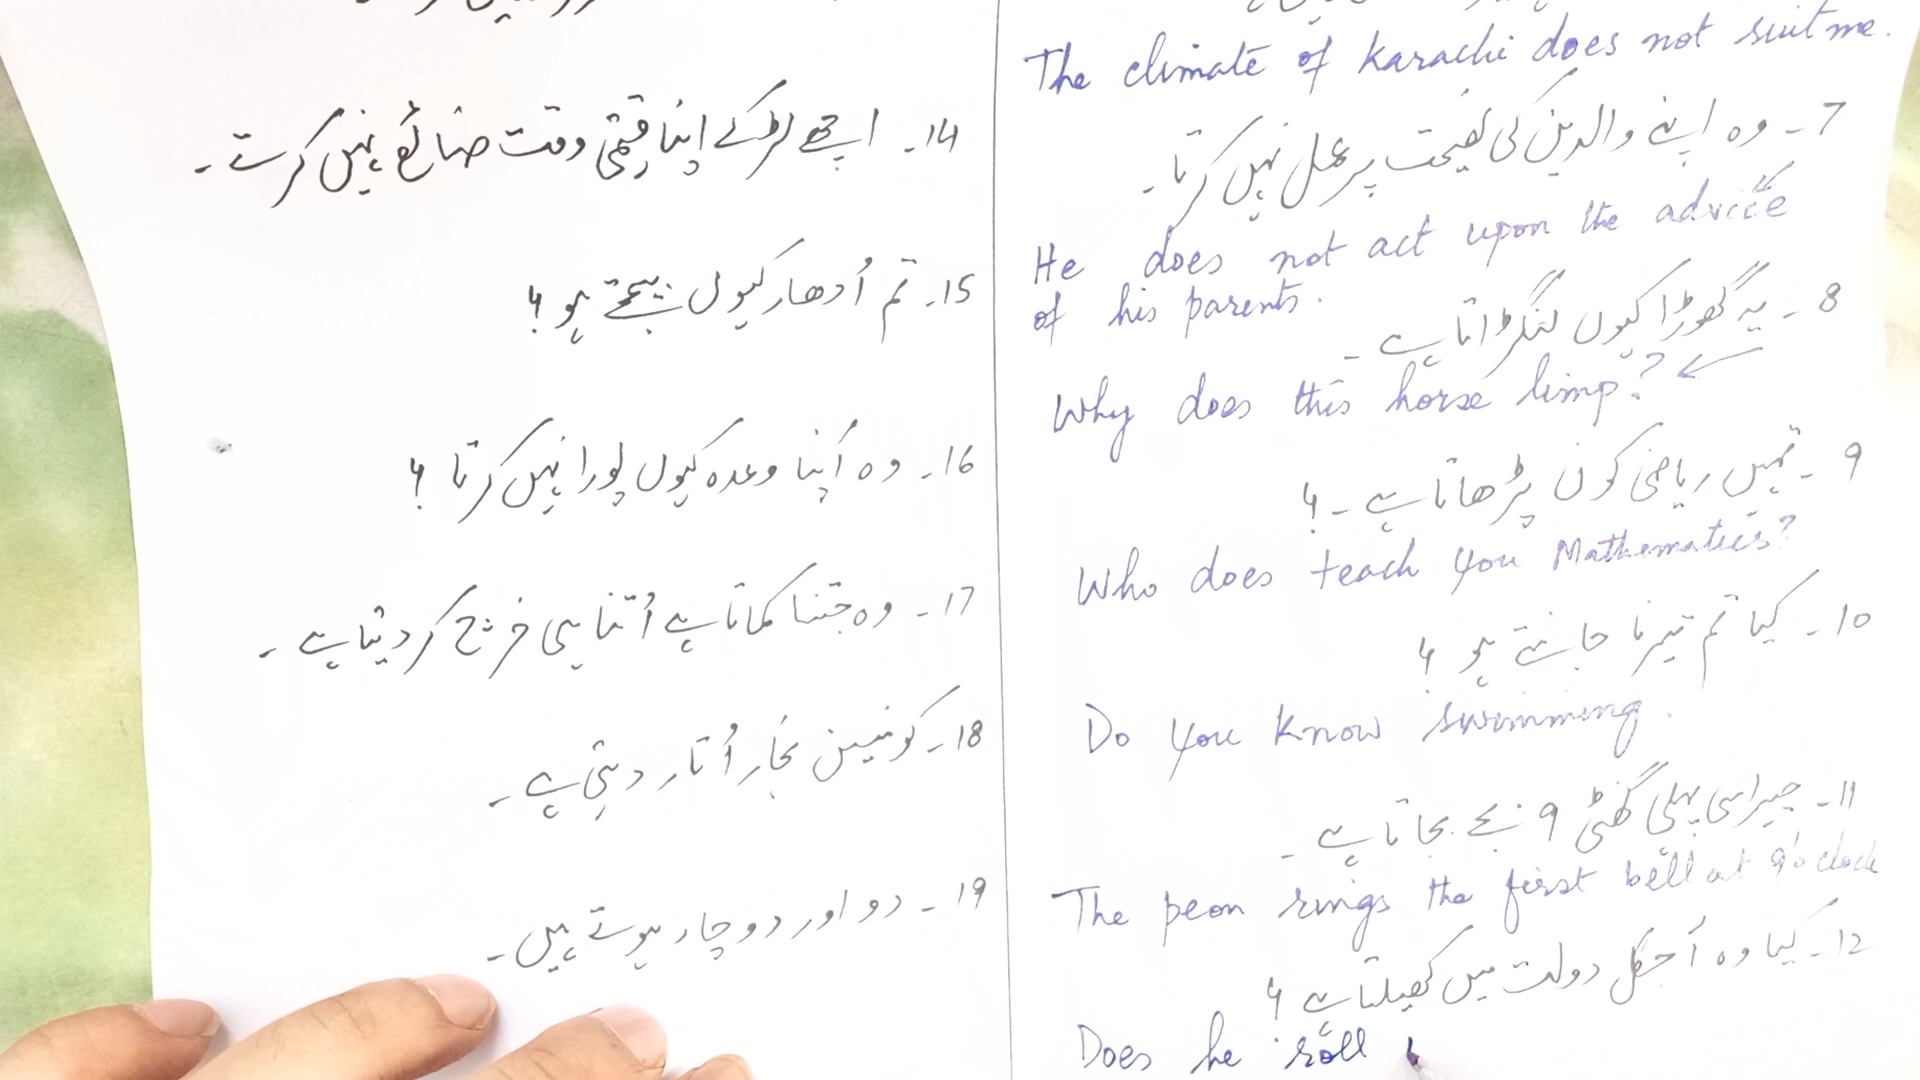 14۔ اچھے لڑکے اپنا قیمتی وقت ضائع نہیں کرتے۔
15۔ تم اُدھار کیوں بیچتے ہو؟
16۔ وہ اپنا وعدہ کیوں پورا نہیں کرتا؟
17۔ وہ جتنا کماتا ہے اُتنا ہی خرچ کر دیتا ہے۔
18۔ کونین بخار اُتار دیتی ہے۔
19۔ دو اور دو چار ہوتے ہیں۔
The climate of Karachi does not suit me.
7۔ وہ اپنے والدین کی نصیحت پر عمل نہیں کرتا۔
He does not act upon the advice
of his parents.
8۔ یہ گھوڑا کیوں لنگڑاتا ہے۔
Why does this horse limp?
9۔ تمہیں ریاضی کون پڑھاتا ہے۔؟
Who does teach you Mathematics?
10۔ کیا تم تیرنا جانتے ہو؟
Do you know swimming.
11۔ چپراسی پہلی گھنٹی 9 بجے بجاتا ہے۔
The peon rings the first bell at 9'o clock
12۔ کیا وہ آجکل دولت میں کھیلتا ہے؟
Does he roll